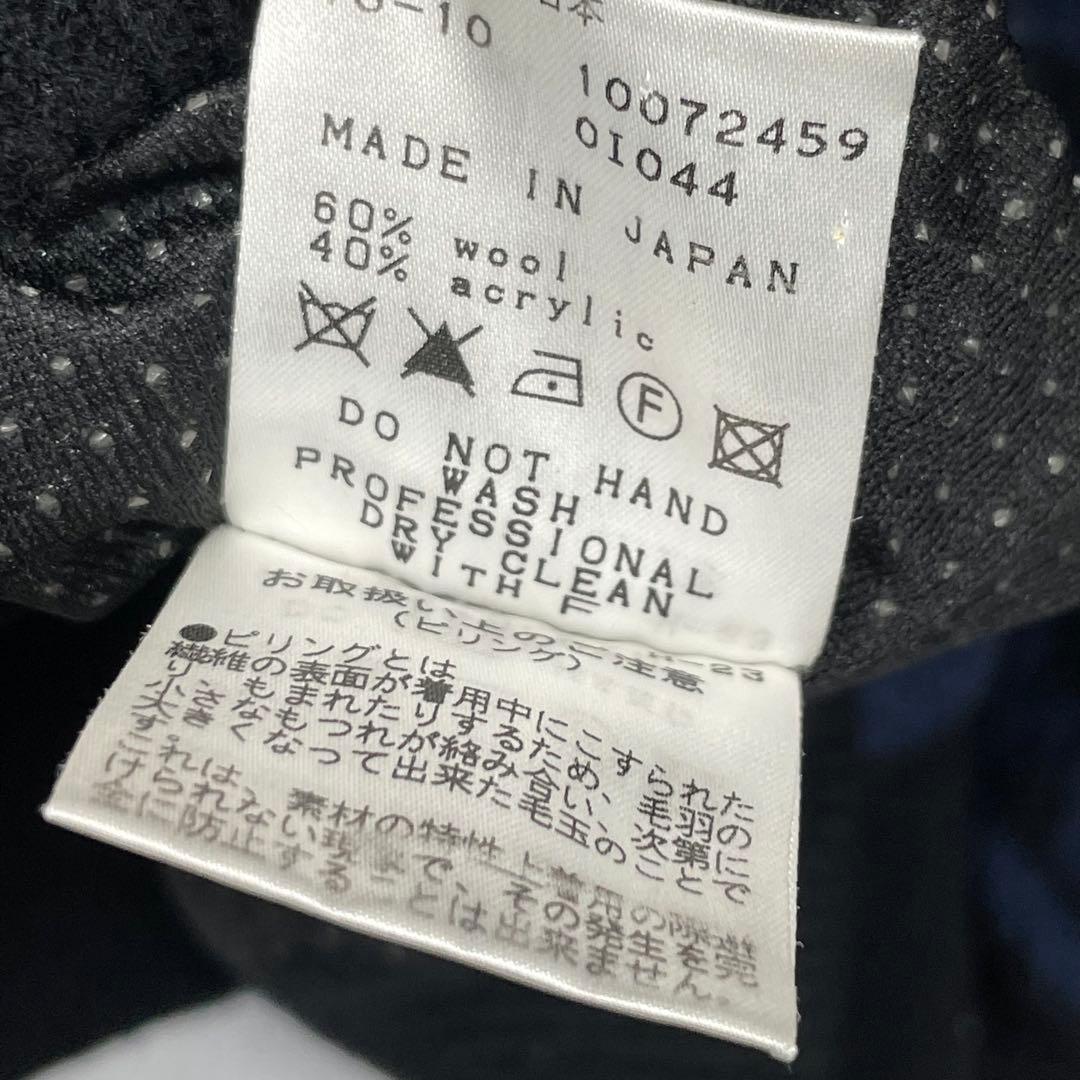 日本
-10
10072459
OI044
MADE IN JAPAN
60% wool
40% acrylic
F
DO NOT HAND
WASH
PROFESSIONAL
DRY CLEAN
WITH F
お取扱い上のご注意
(ピリング) -23
●ピリングとは
繊維の表面が着用中にこすられた
り、もまれたりするため、毛羽の
小さなもつれが絡み合い、次第に
大きくなって出来た毛玉のことで
す。
これは、素材の特性上着用の際避
けられない現象で、その発生を完
全に防止することは出来ません。